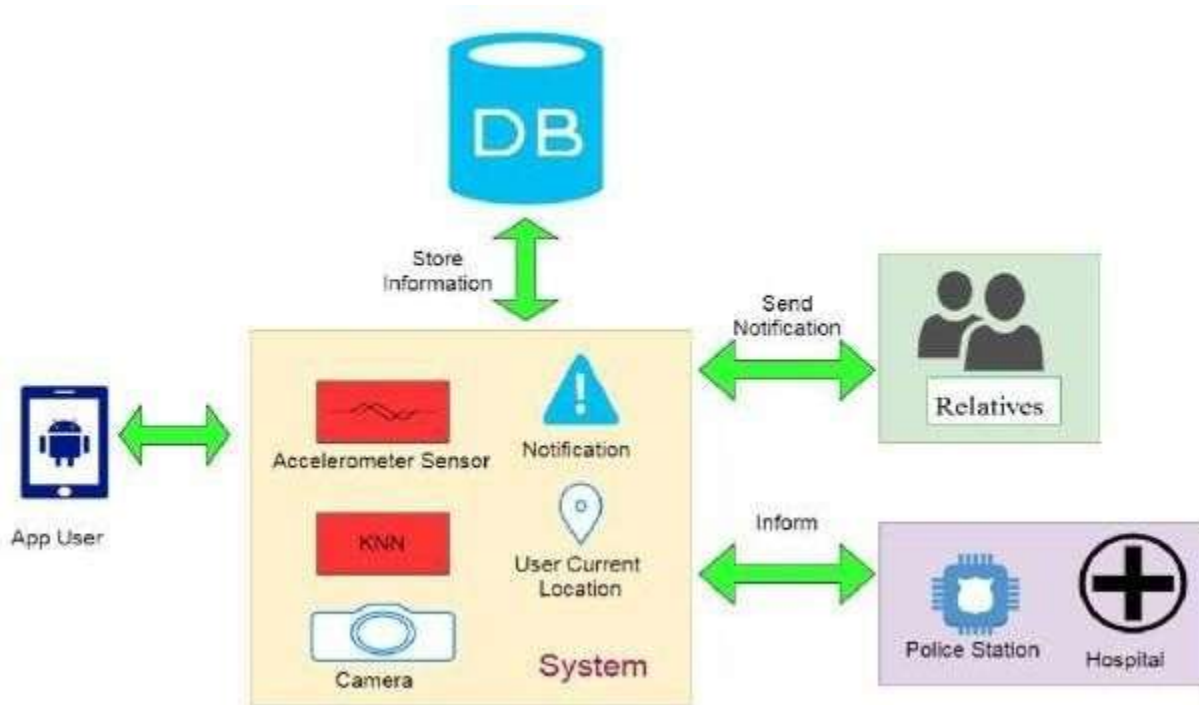 DB
Store
Information
Send
Notification
Relatives
App User
Accelerometer Sensor
Notification
KNN
User Current
Location
Camera
System
Inform
Police Station
Hospital